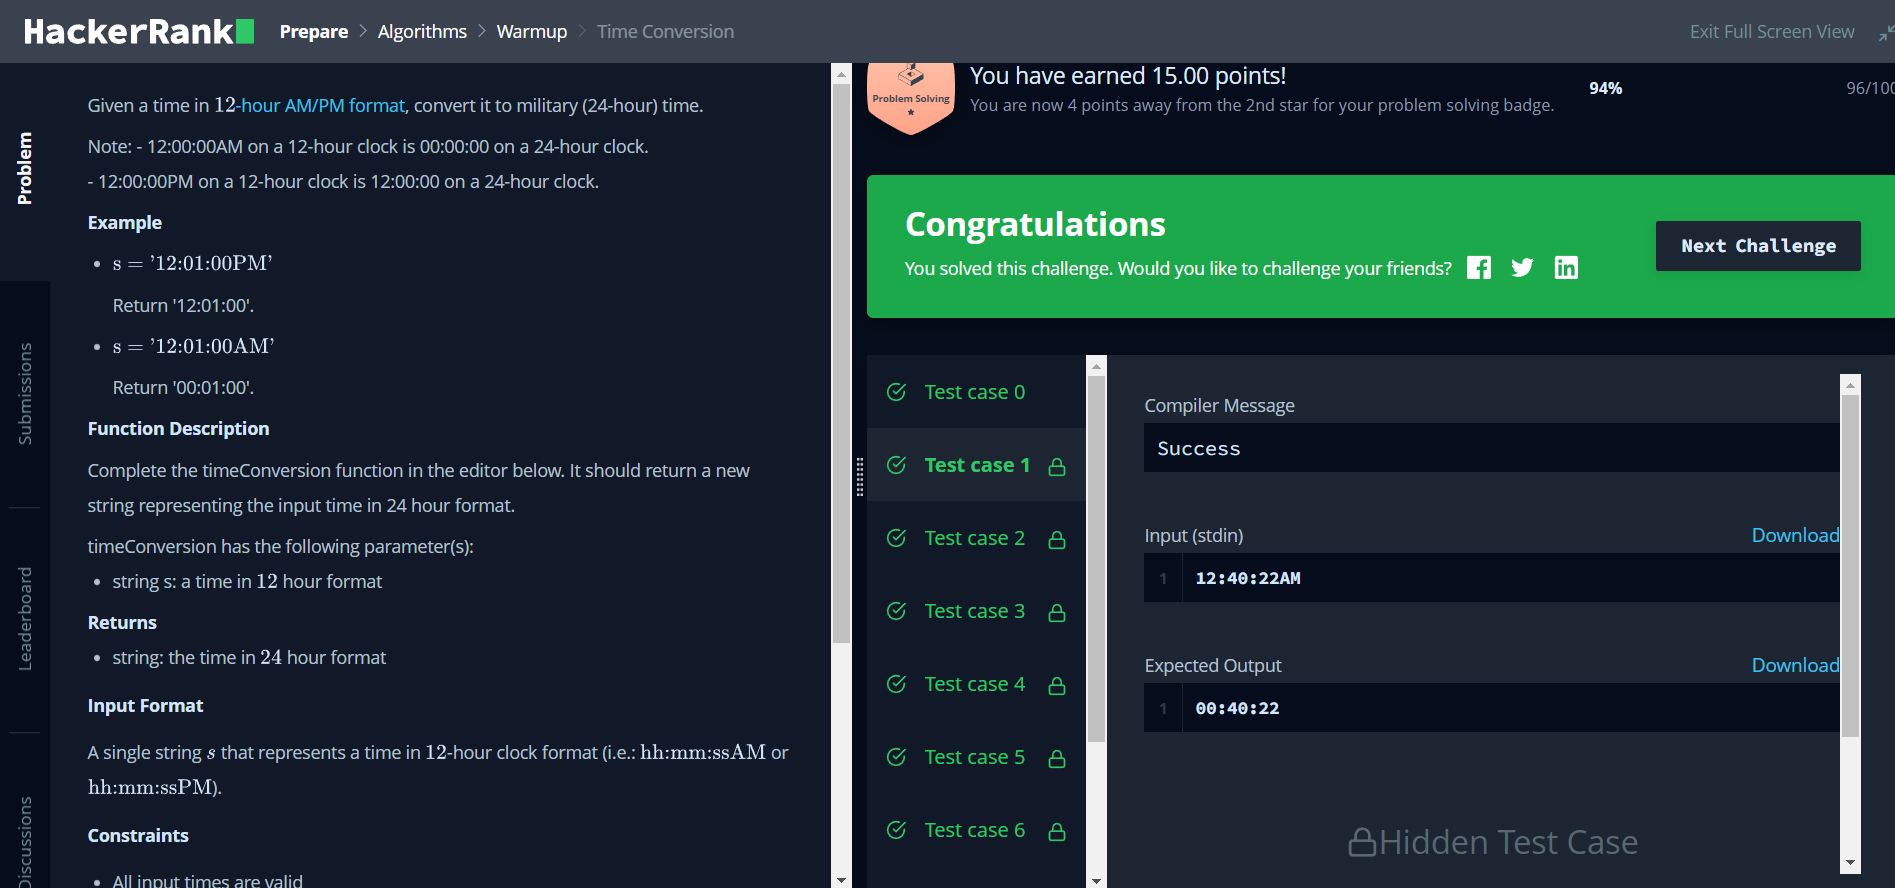 HackerRank
Prepare > Algorithms > Warmup > Time Conversion
Exit Full Screen View
Problem
Submissions
Leaderboard
Discussions
Given a time in 12-hour AM/PM format, convert it to military (24-hour) time.
Note: - 12:00:00AM on a 12-hour clock is 00:00:00 on a 24-hour clock.
- 12:00:00PM on a 12-hour clock is 12:00:00 on a 24-hour clock.
Example
• s = '12:01:00PM'
Return '12:01:00'.
• s = '12:01:00AM'
Return '00:01:00'.
Function Description
Complete the timeConversion function in the editor below. It should return a new
string representing the input time in 24 hour format.
timeConversion has the following parameter(s):
• string s: a time in 12 hour format
Returns
• string: the time in 24 hour format
Input Format
A single string s that represents a time in 12-hour clock format (i.e.: hh:mm:ssAM or
hh:mm:ssPM).
Constraints
• All input times are valid
Problem Solving
You have earned 15.00 points!
You are now 4 points away from the 2nd star for your problem solving badge.
94%
96/100
Congratulations
You solved this challenge. Would you like to challenge your friends?
Next Challenge
Test case 0
Test case 1
Test case 2
Test case 3
Test case 4
Test case 5
Test case 6
Compiler Message
Success
Input (stdin)
Download
1 12:40:22AM
Expected Output
Download
1 00:40:22
Hidden Test Case